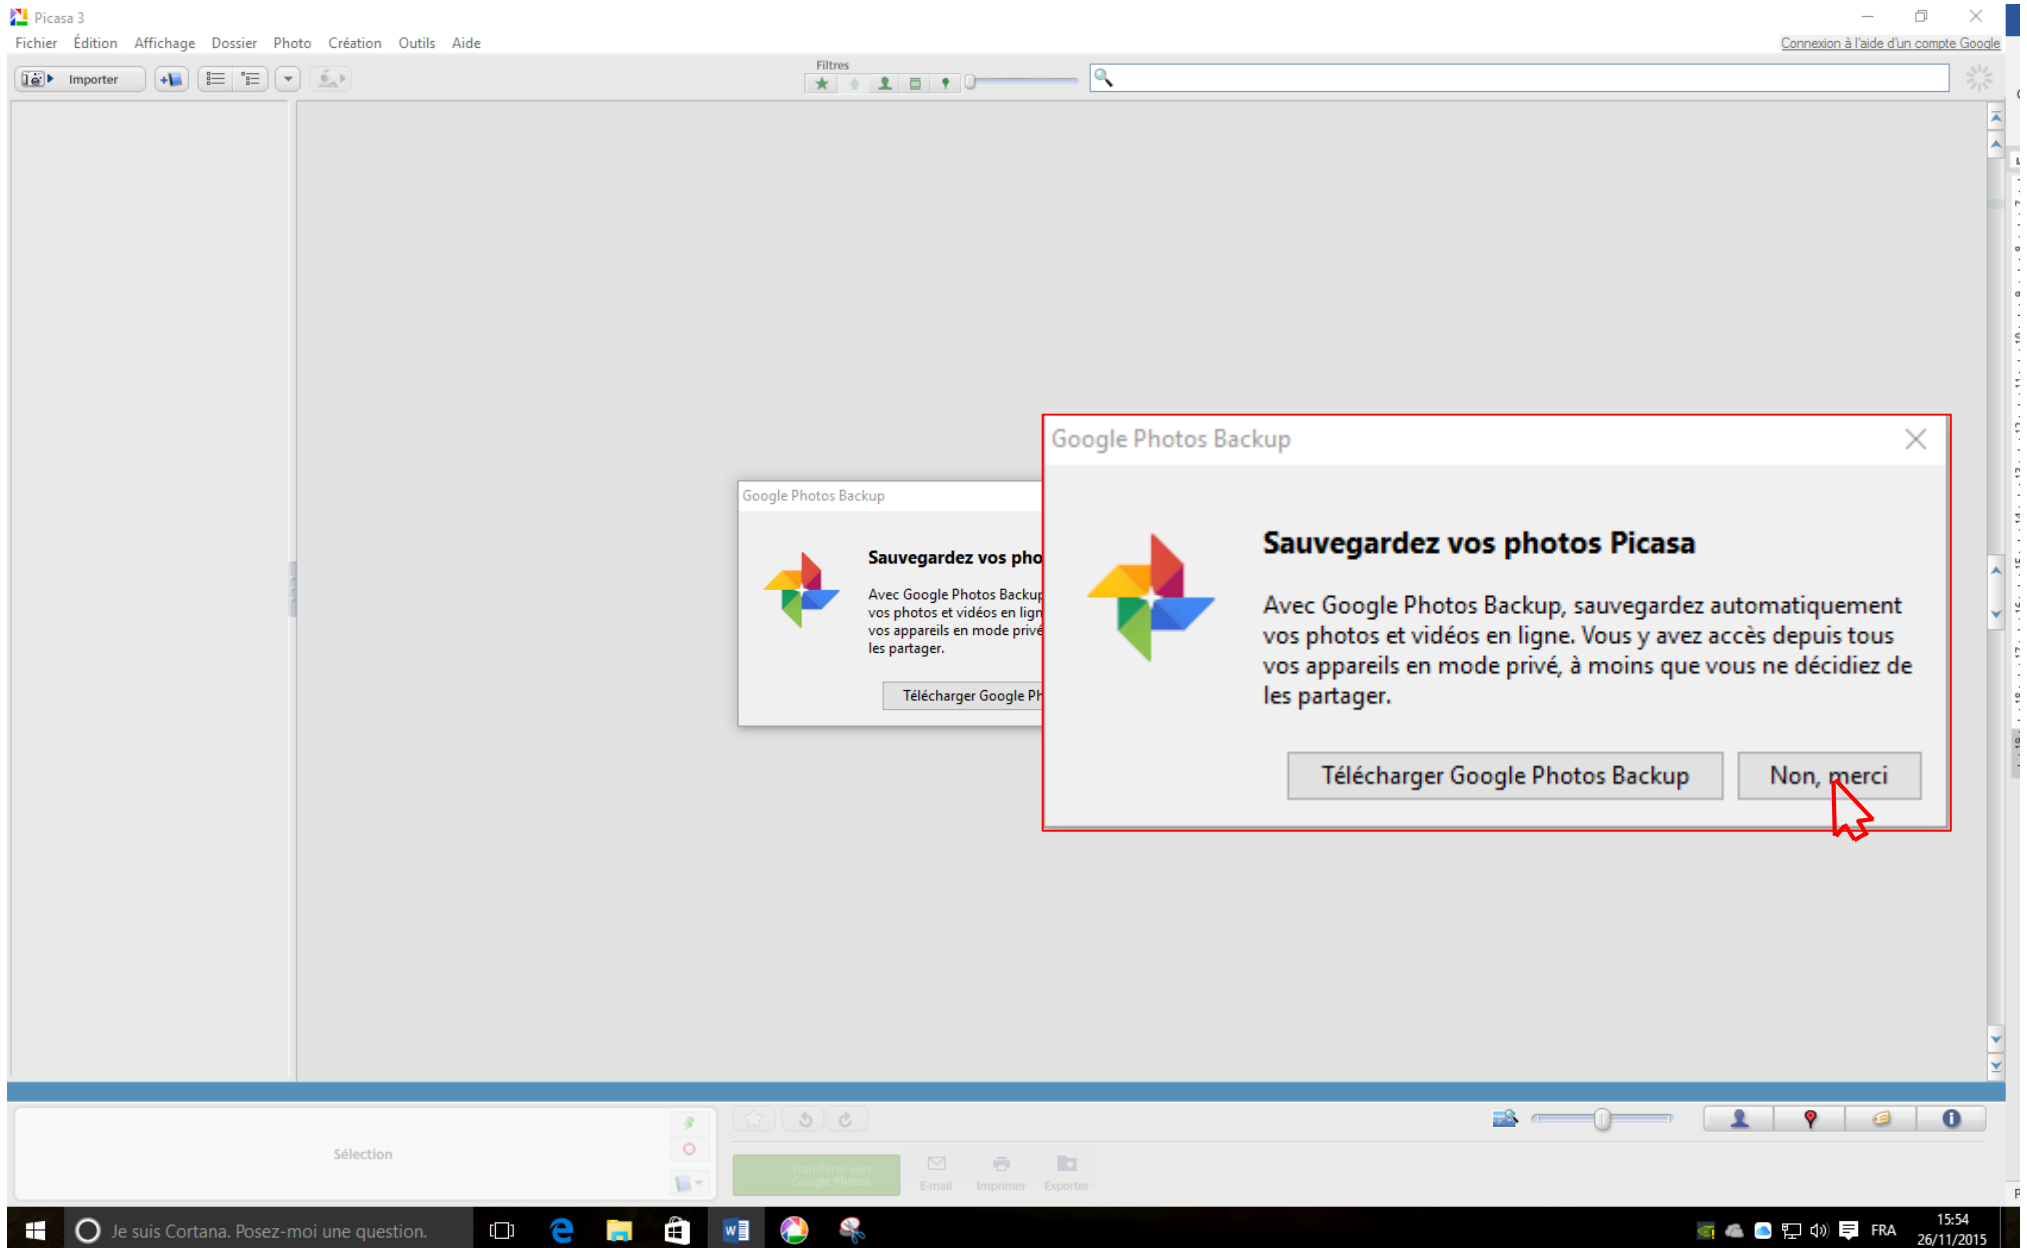 Picasa 3
Fichier Édition Affichage Dossier Photo Création Outils Aide
Connexion à l'aide d'un compte Google
Importer
Filtres
Google Photos Backup
Sauvegardez vos pho
Avec Google Photos Backup
vos photos et vidéos en lign
vos appareils en mode privé
les partager.
Télécharger Google Ph
Google Photos Backup
Sauvegardez vos photos Picasa
Avec Google Photos Backup, sauvegardez automatiquement
vos photos et vidéos en ligne. Vous y avez accès depuis tous
vos appareils en mode privé, à moins que vous ne décidiez de
les partager.
Télécharger Google Photos Backup
Non, merci
Sélection
Transférer vers
Google Photos
E-mail Imprimer Exporter
Je suis Cortana. Posez-moi une question.
FRA
15:54
26/11/2015